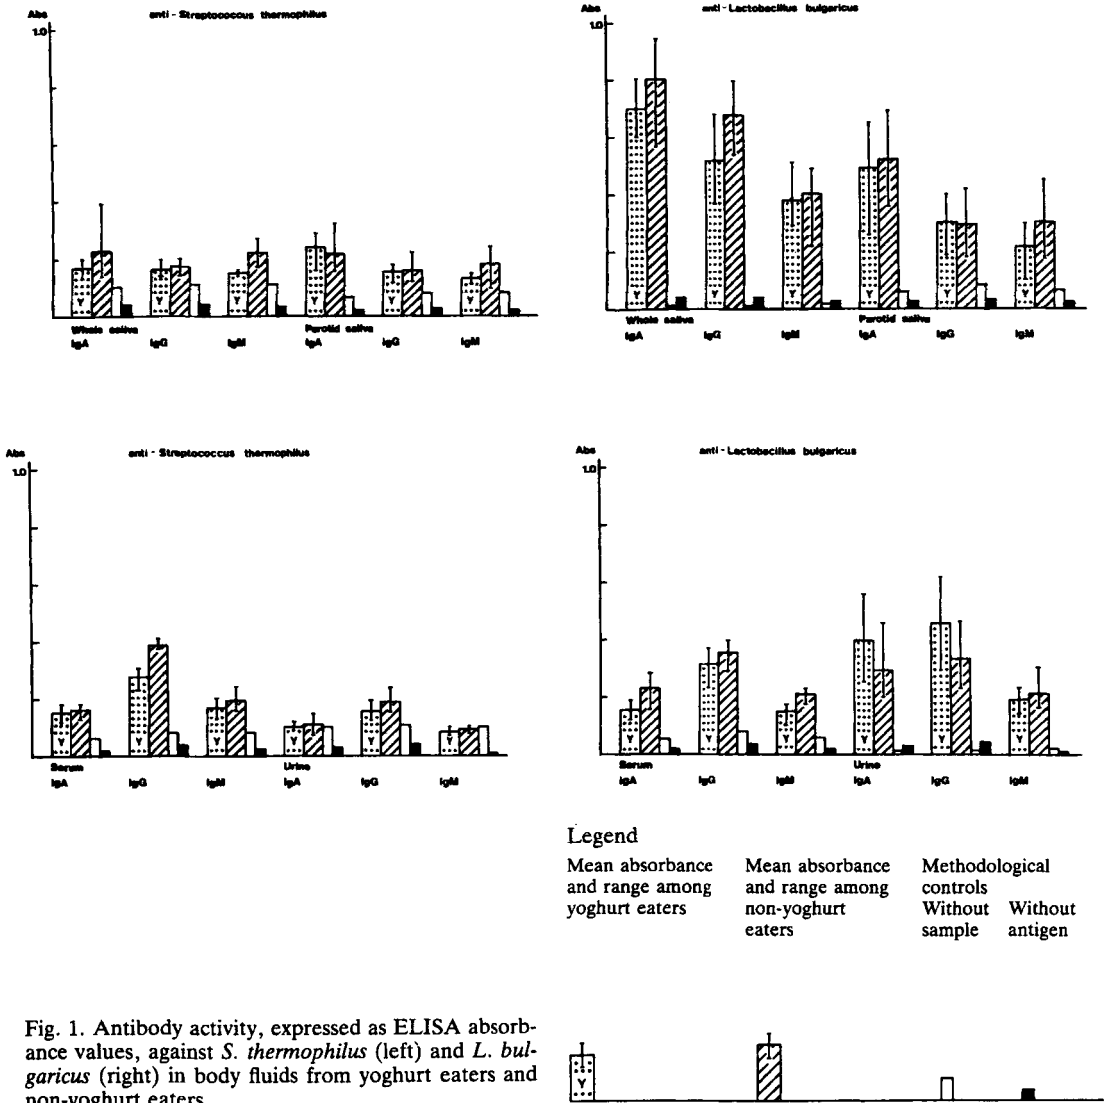 Abs
anti - Streptococcus thermophilus
1.0
Y Y Y Y Y Y
Whole saliva Parotid saliva
IgA IgG IgM IgA IgG IgM
Abs
anti - Lactobacillus bulgaricus
1.0
Y Y Y Y Y Y
Whole saliva Parotid saliva
IgA IgG IgM IgA IgG IgM
Abs
anti - Streptococcus thermophilus
1.0
Y Y Y Y Y Y
Serum Urine
IgA IgG IgM IgA IgG IgM
Abs
anti - Lactobacillus bulgaricus
1.0
Y Y Y Y Y Y
Serum Urine
IgA IgG IgM IgA IgG IgM
Legend
Mean absorbance
and range among
yoghurt eaters
Mean absorbance
and range among
non-yoghurt
eaters
Methodological
controls
Without Without
sample antigen
Y
Fig. 1. Antibody activity, expressed as ELISA absorb-
ance values, against S. thermophilus (left) and L. bul-
garicus (right) in body fluids from yoghurt eaters and
non-yoghurt eaters